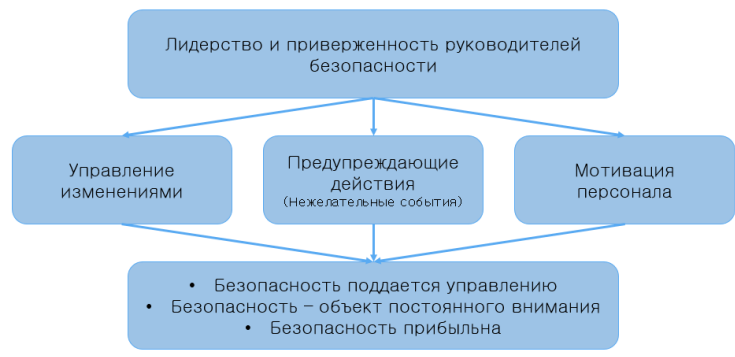 Лидерство и приверженность руководителей
безопасности
Управление
изменениями
Предупреждающие
действия
(Нежелательные события)
Мотивация
персонала
• Безопасность поддается управлению
• Безопасность – объект постоянного внимания
• Безопасность прибыльна